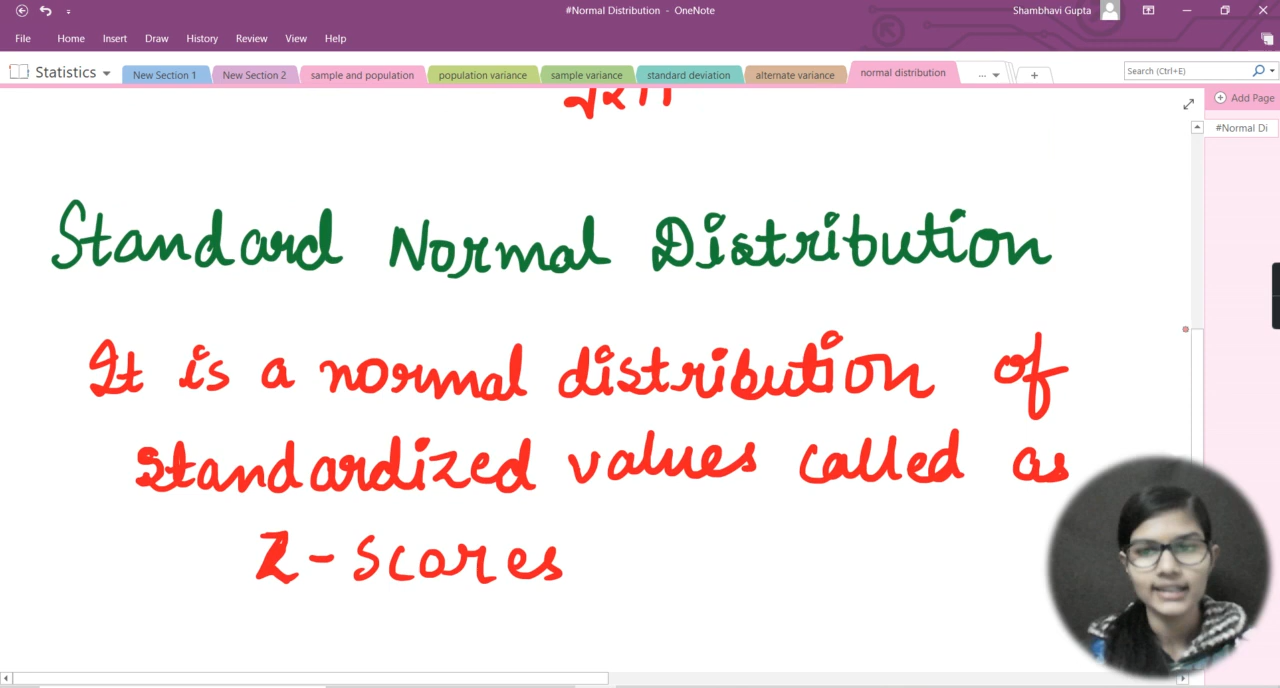 #Normal Distribution - OneNote
Shambhavi Gupta
File Home Insert Draw History Review View Help
Statistics
New Section 1
New Section 2
sample and population
population variance
sample variance
standard deviation
alternate variance
normal distribution
...
+
Search (Ctrl+E)
Add Page
#Normal Di
√2π
Standard Normal Distribution
It is a normal distribution of
standardized values called as
Z-scores